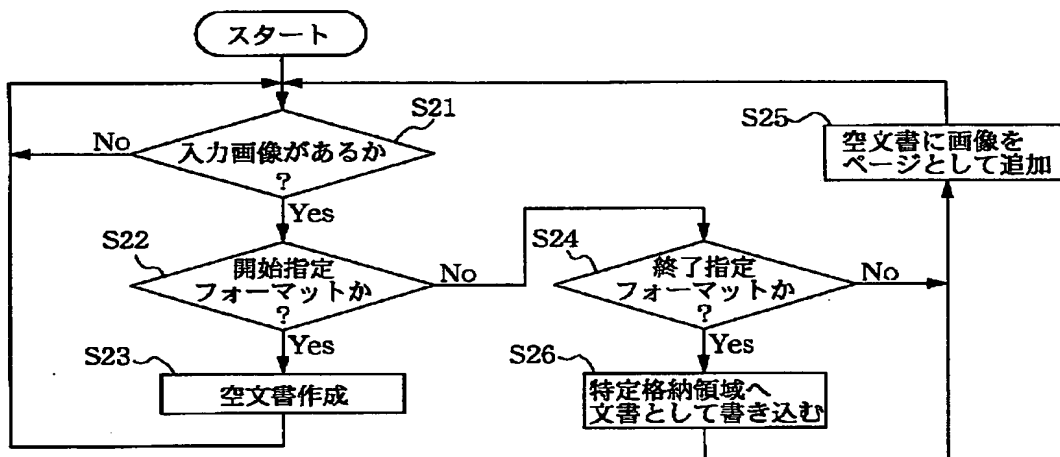 スタート
S21
No
入力画像があるか
?
Yes
S25
空文書に画像を
ページとして追加
S22
開始指定
フォーマットか
?
No
S24
終了指定
フォーマットか
?
No
Yes
S23
空文書作成
Yes
S26
特定格納領域へ
文書として書き込む